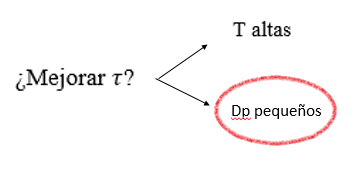 T altas
¿Mejorar τ?
Dp pequeños